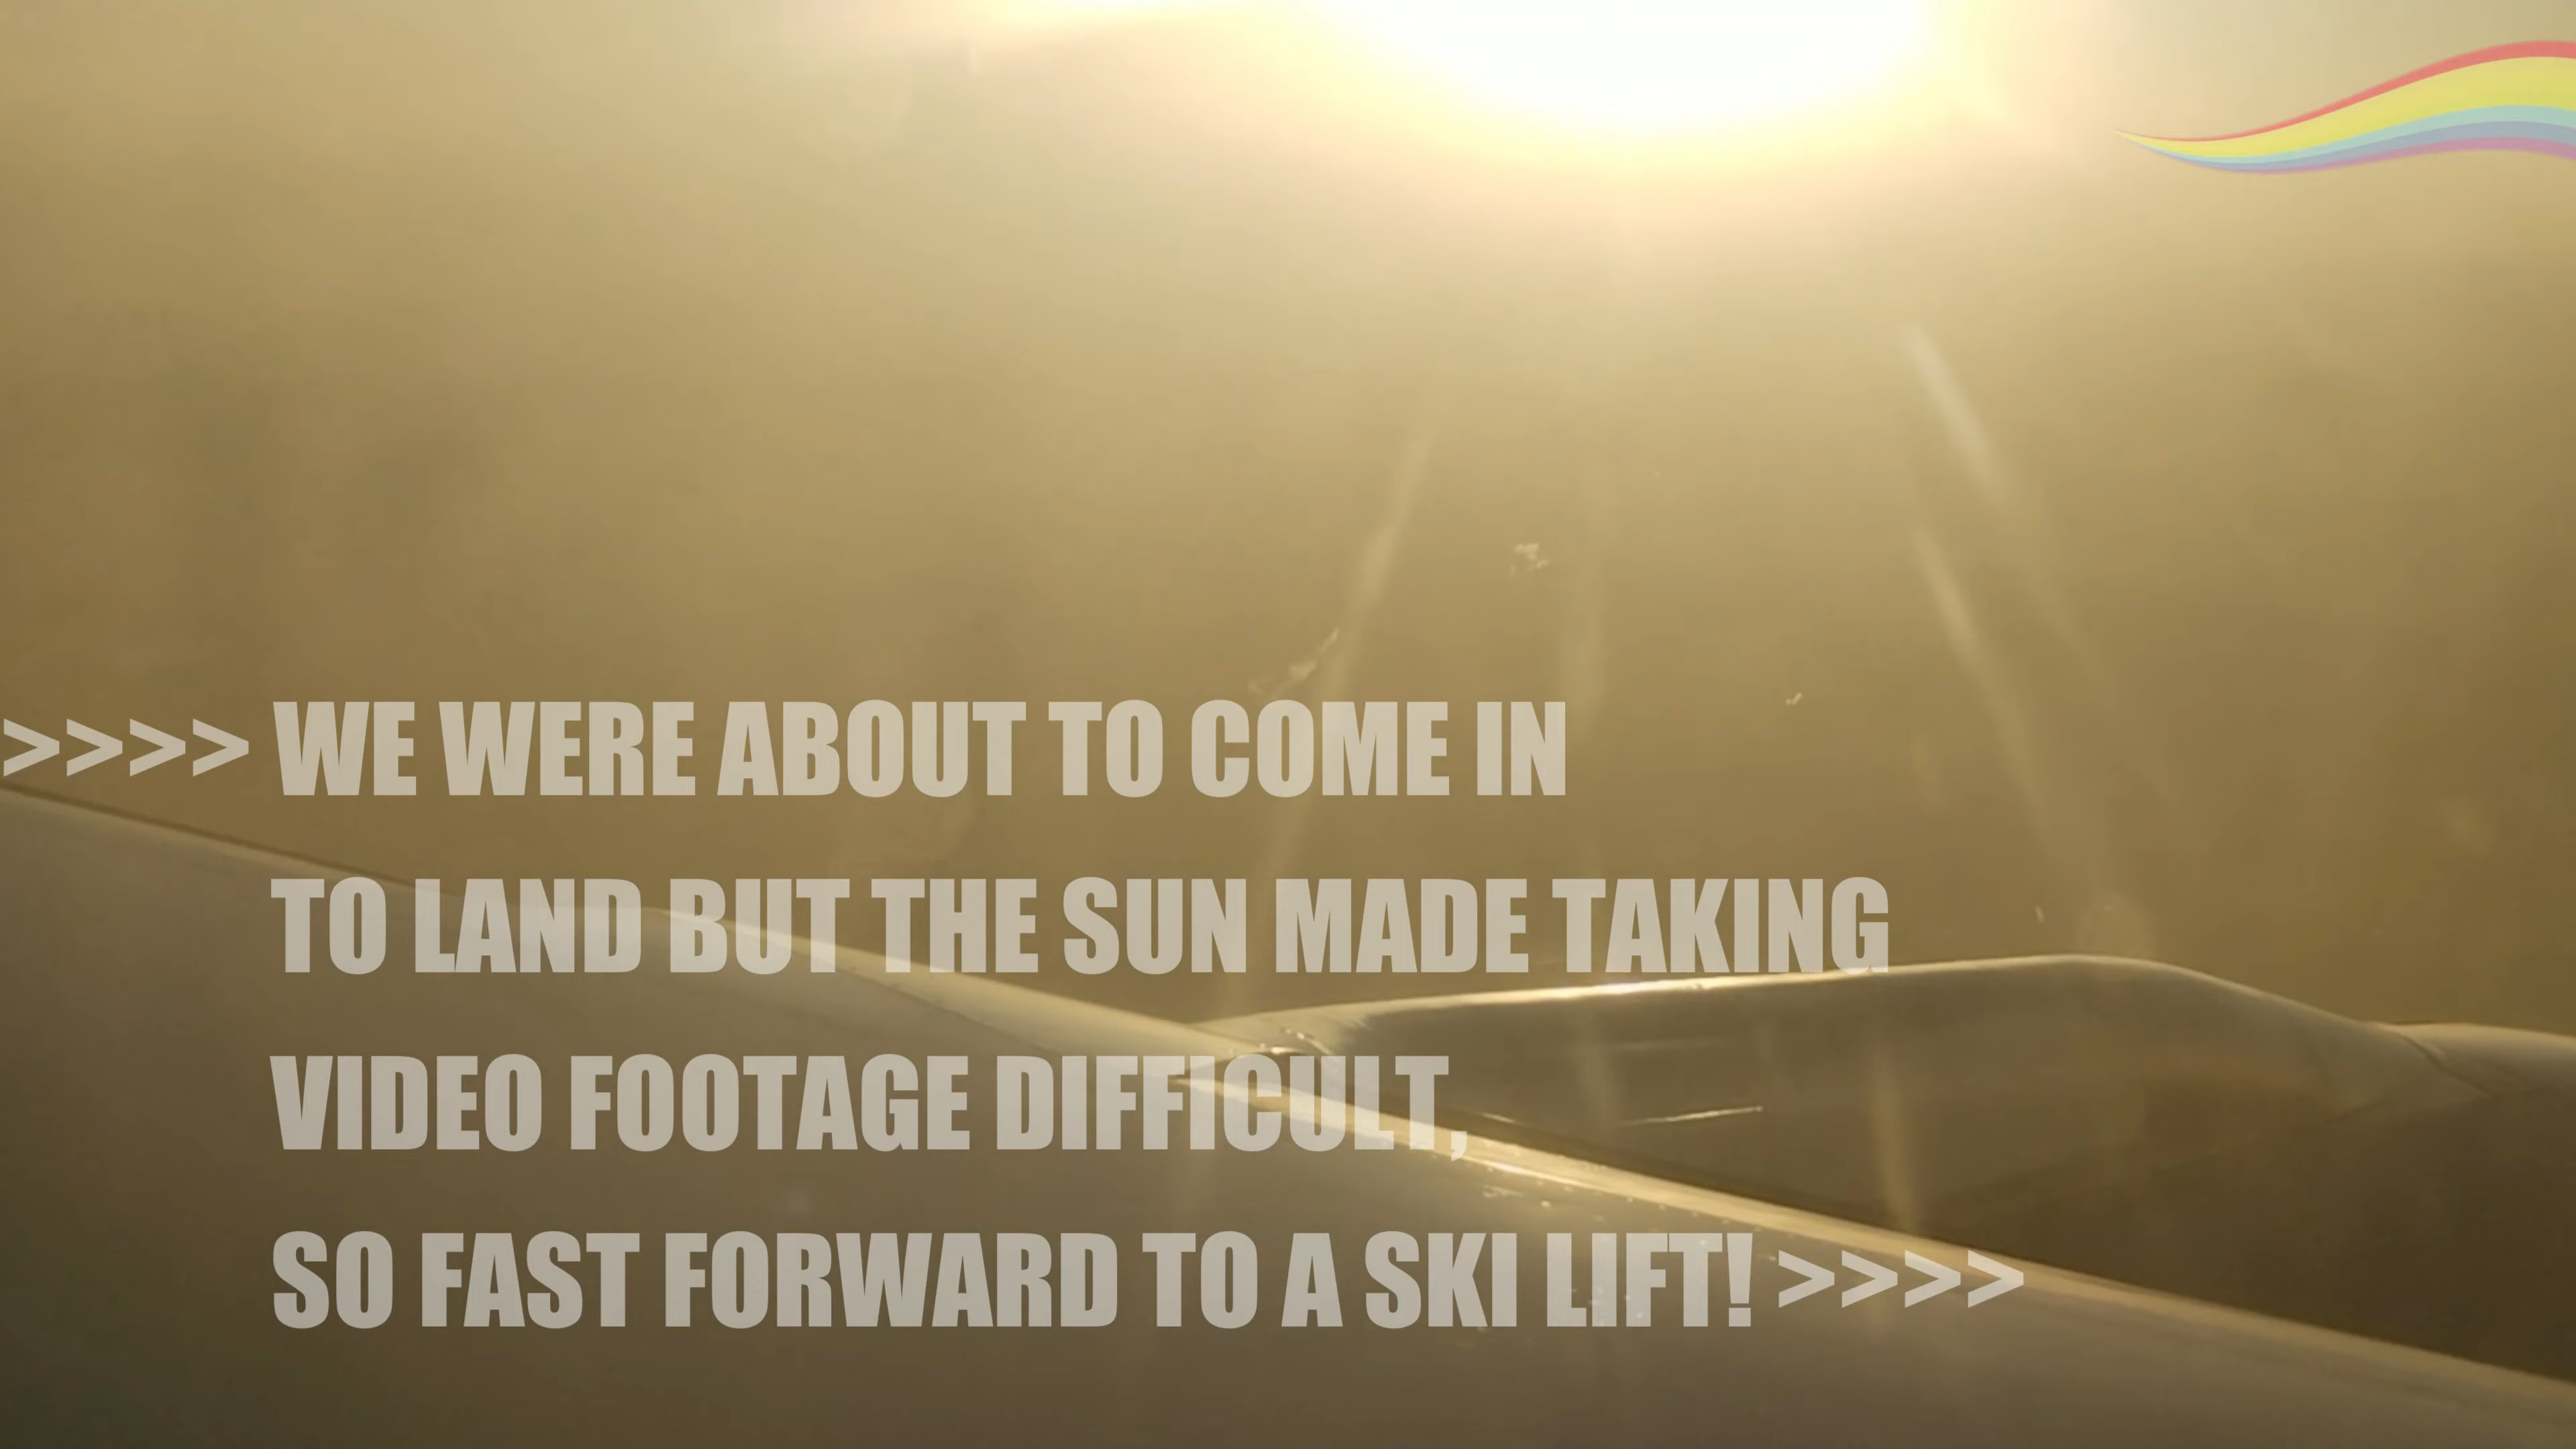 >>>> WE WERE ABOUT TO COME IN
TO LAND BUT THE SUN MADE TAKING
VIDEO FOOTAGE DIFFICULT,
SO FAST FORWARD TO A SKI LIFT! >>>>